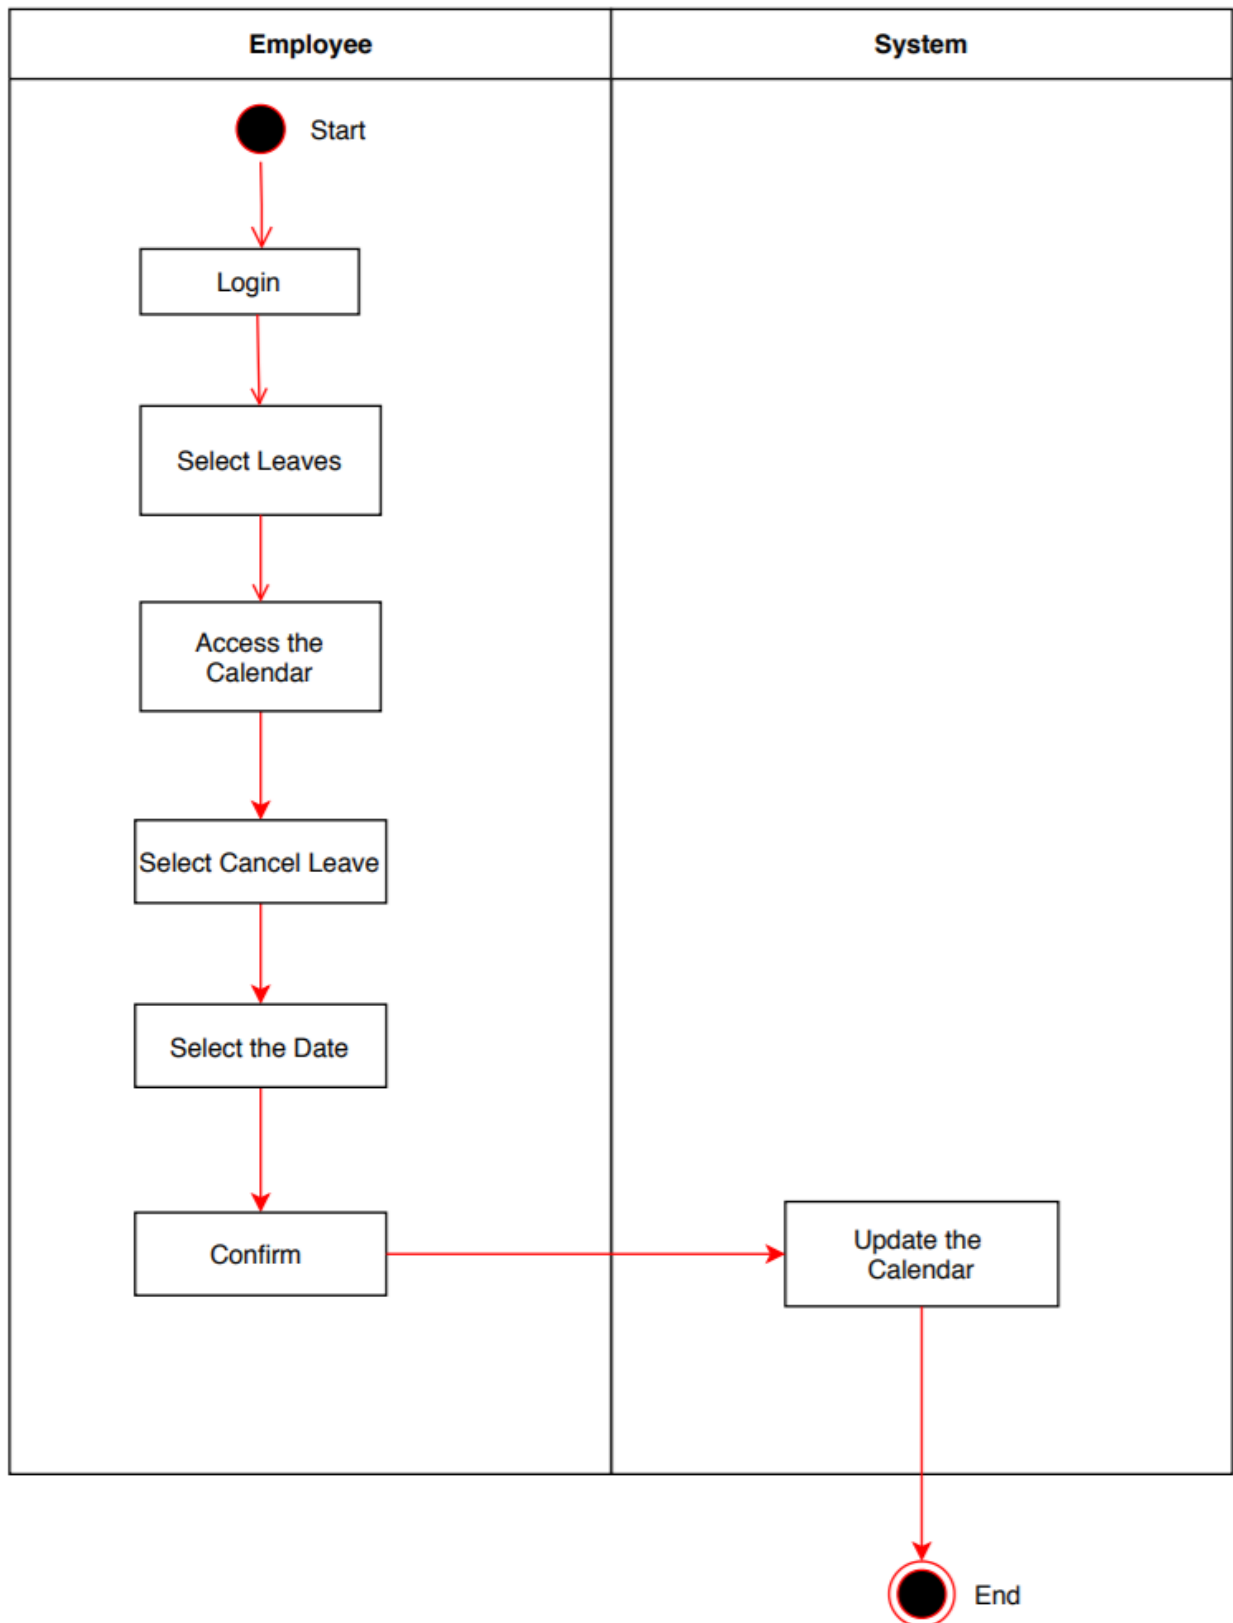 Employee
System
Start
Login
Select Leaves
Access the
Calendar
Select Cancel Leave
Select the Date
Confirm
Update the
Calendar
End